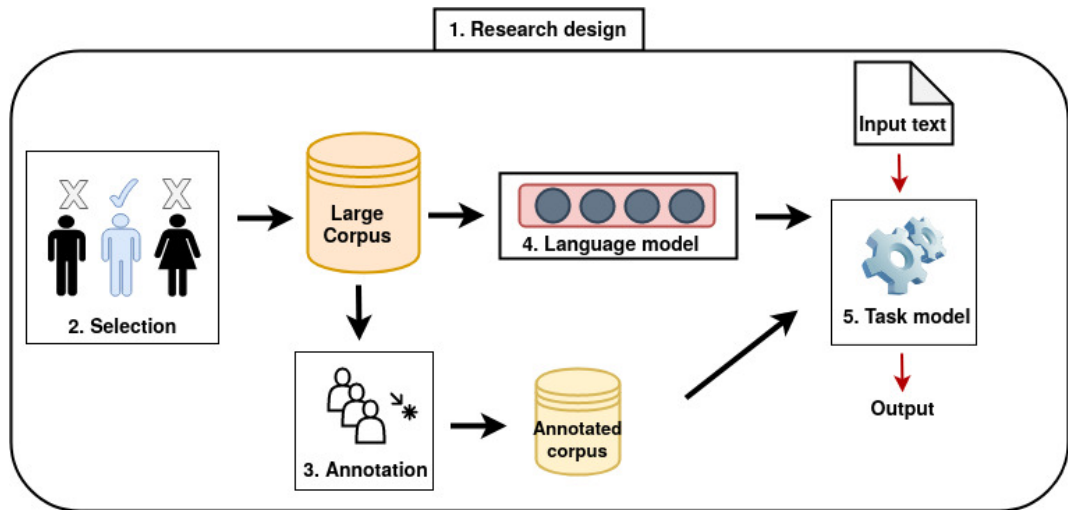 1. Research design
Input text
2. Selection
Large
Corpus
4. Language model
5. Task model
3. Annotation
Annotated
corpus
Output